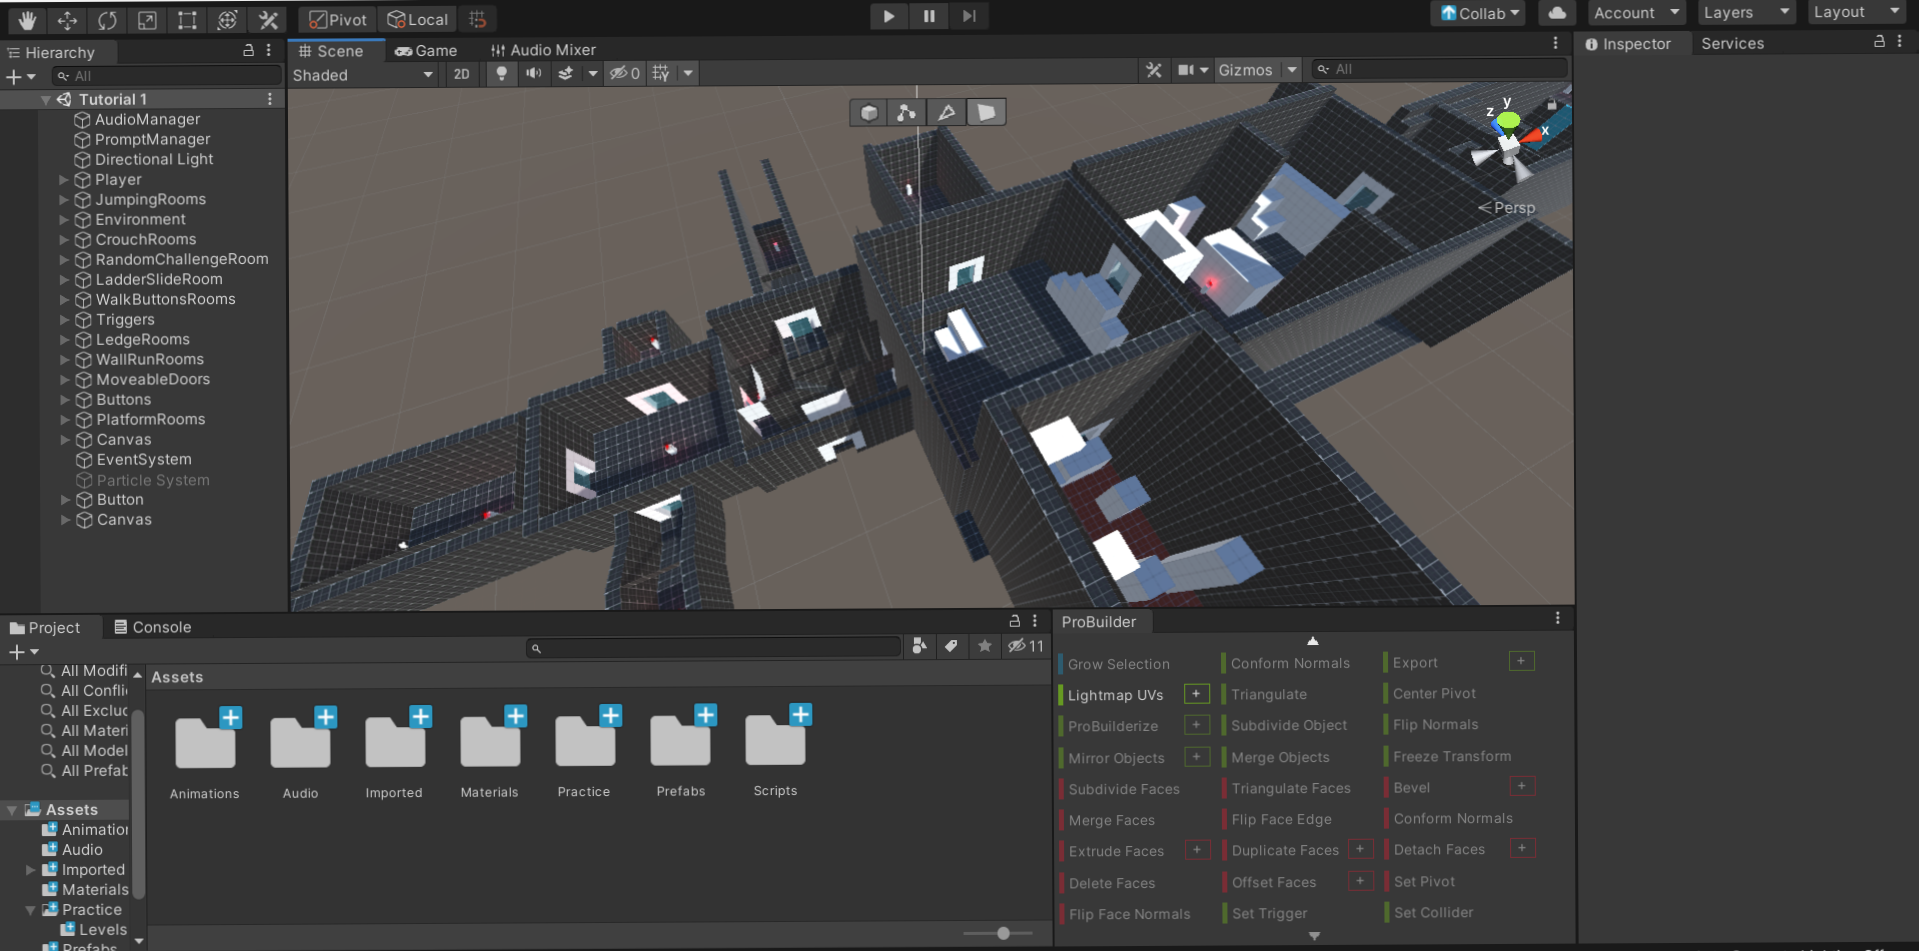 Pivot Local Collab Account Layers Layout
Hierarchy
All
Tutorial 1
AudioManager
PromptManager
Directional Light
Player
JumpingRooms
Environment
CrouchRooms
RandomChallengeRoom
LadderSlideRoom
WalkButtonsRooms
Triggers
LedgeRooms
WallRunRooms
MoveableDoors
Buttons
PlatformRooms
Canvas
EventSystem
Particle System
Button
Canvas
Scene Game Audio Mixer
Shaded 2D 0 Gizmos All
y
z
x
Persp
Inspector Services
Project Console
11
All Modifi
All Conflic
All Exclud
All Materi
All Model
All Prefab
Assets
Animation
Audio
Imported
Materials
Practice
Levels
Prefabs
Assets
Animations Audio Imported Materials Practice Prefabs Scripts
ProBuilder
Grow Selection Conform Normals Export +
Lightmap UVs + Triangulate Center Pivot
ProBuilderize + Subdivide Object Flip Normals
Mirror Objects + Merge Objects Freeze Transform
Subdivide Faces Triangulate Faces Bevel +
Merge Faces Flip Face Edge Conform Normals
Extrude Faces + Duplicate Faces + Detach Faces +
Delete Faces Offset Faces + Set Pivot
Flip Face Normals Set Trigger Set Collider